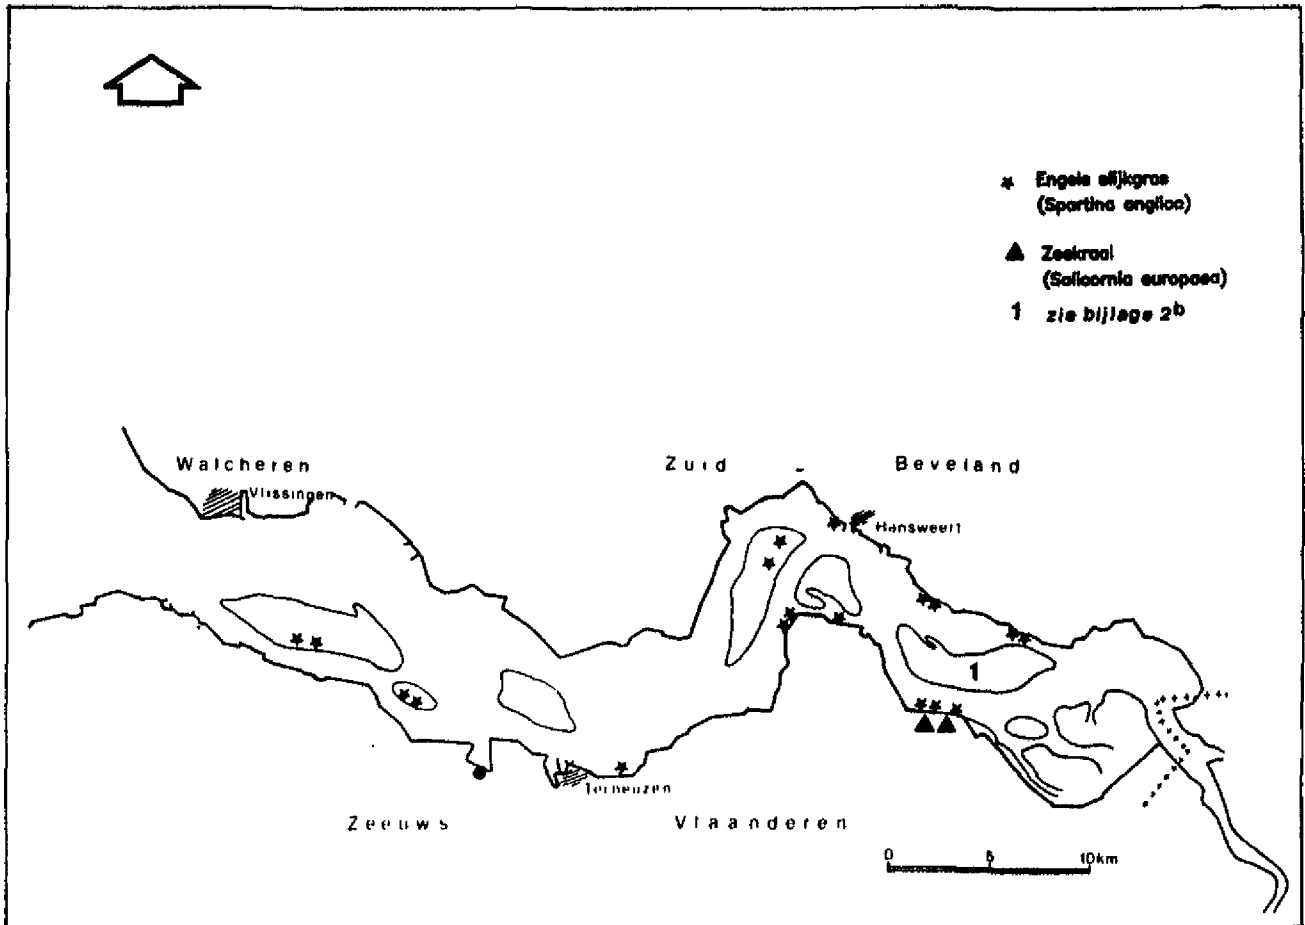 Engels slijkgras
(Spartina anglica)
Zeekraal
(Salicornia europaea)
1 zie bijlage 2b
Walcheren
Zuid - Beveland
Vlissingen
Hansweert
1
Terneuzen
Zeeuws Vlaanderen
0 5 10km